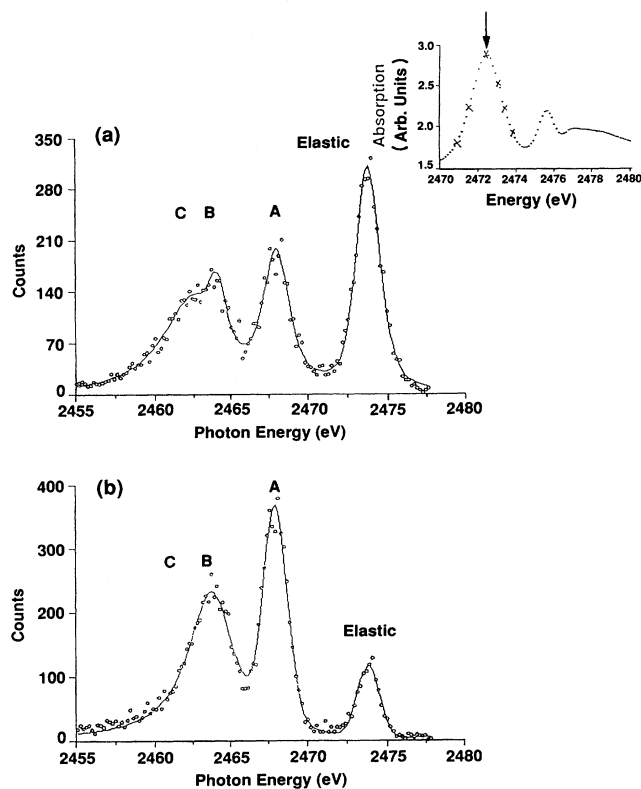 3.0
2.5
2.0
1.5
Absorption
( Arb. Units )
2470 2472 2474 2476 2478 2480
Energy (eV)
(a)
Elastic
C B A
350
280
210
140
70
0
Counts
2455 2460 2465 2470 2475 2480
Photon Energy (eV)
(b)
A
C B
Elastic
400
300
200
100
0
Counts
2455 2460 2465 2470 2475 2480
Photon Energy (eV)